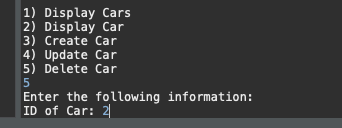 1) Display Cars
2) Display Car
3) Create Car
4) Update Car
5) Delete Car
5
Enter the following information:
ID of Car: 2